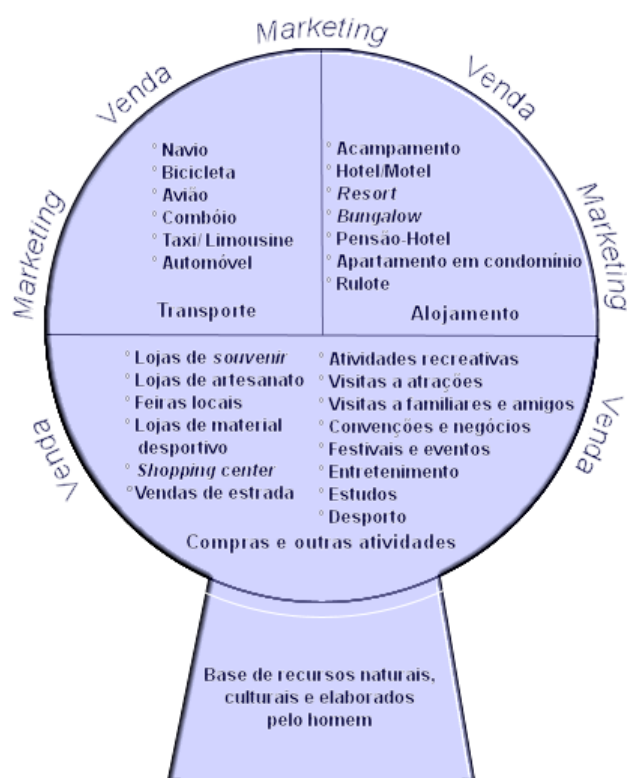 Marketing
Venda
Venda
Marketing
Marketing
Venda
Venda
° Navio
° Bicicleta
° Avião
° Combóio
° Taxi/ Limousine
° Automóvel
Transporte
° Acampamento
° Hotel/Motel
° Resort
° Bungalow
° Pensão-Hotel
° Apartamento em condomínio
° Rulote
Alojamento
° Lojas de souvenir
° Lojas de artesanato
° Feiras locais
° Lojas de material
desportivo
° Shopping center
° Vendas de estrada
° Atividades recreativas
° Visitas a atrações
° Visitas a familiares e amigos
° Convenções e negócios
° Festivais e eventos
° Entretenimento
° Estudos
° Desporto
Compras e outras atividades
Base de recursos naturais,
culturais e elaborados
pelo homem